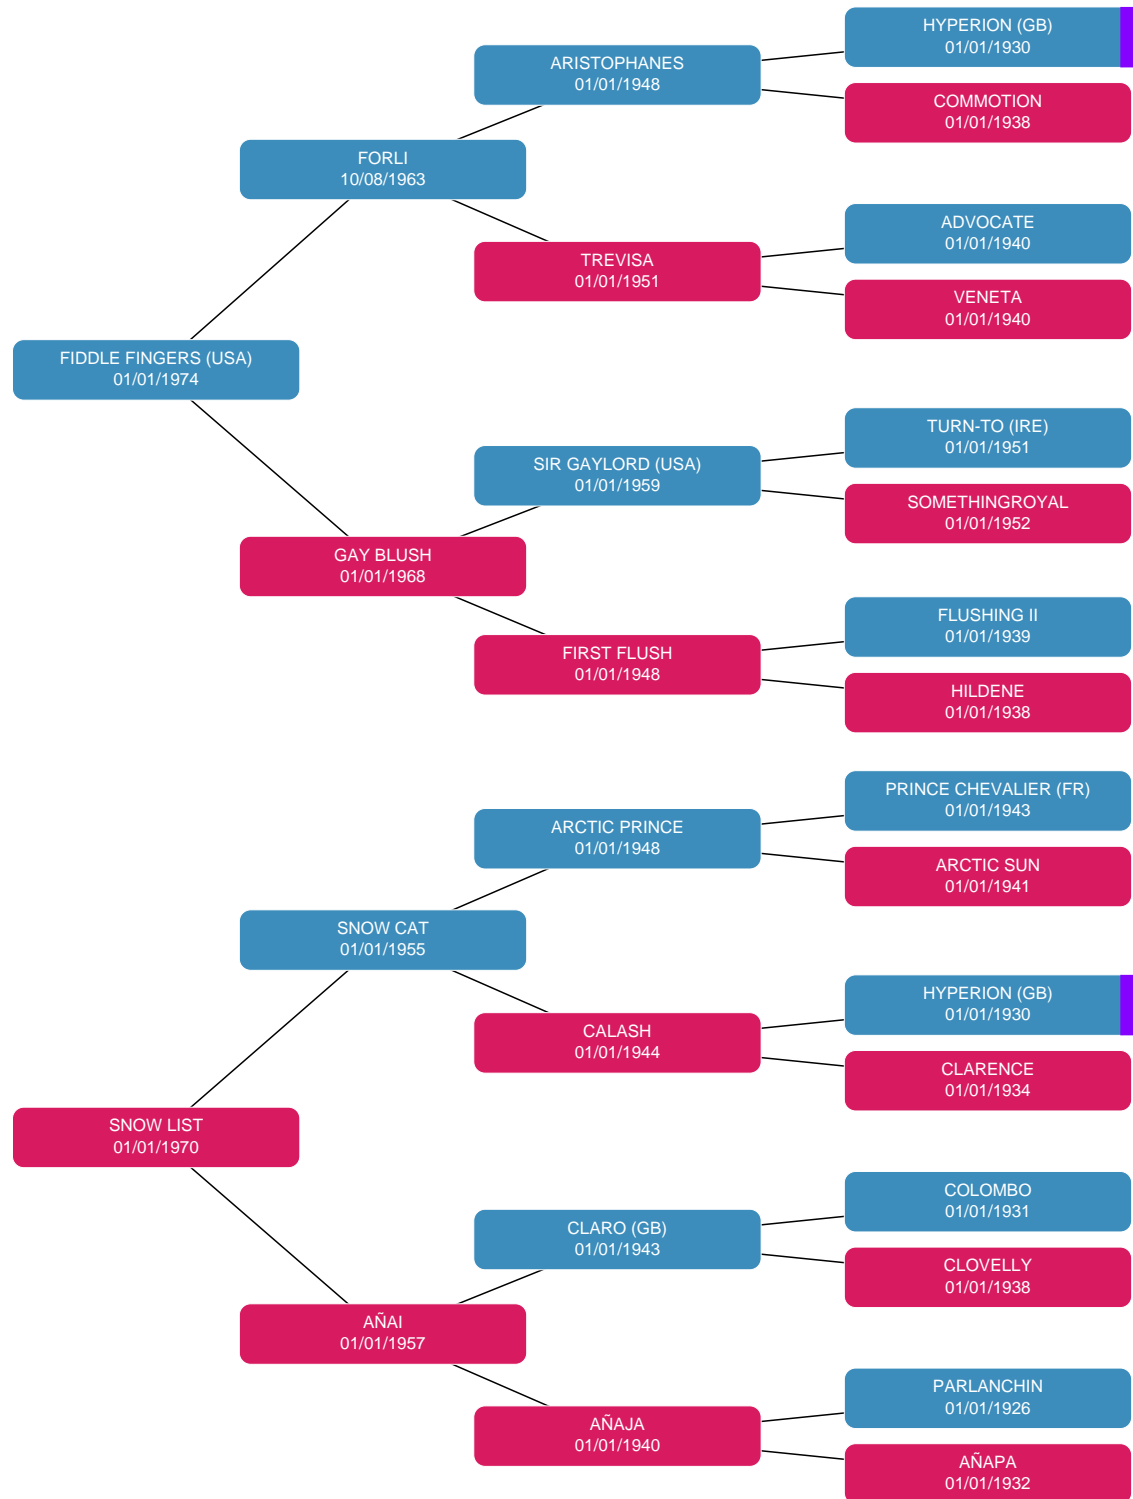 HYPERION (GB)
01/01/1930
ARISTOPHANES
01/01/1948
COMMOTION
01/01/1938
FORLI
10/08/1963
ADVOCATE
01/01/1940
TREVISA
01/01/1951
VENETA
01/01/1940
FIDDLE FINGERS (USA)
01/01/1974
TURN-TO (IRE)
01/01/1951
SIR GAYLORD (USA)
01/01/1959
SOMETHINGROYAL
01/01/1952
GAY BLUSH
01/01/1968
FLUSHING II
01/01/1939
FIRST FLUSH
01/01/1948
HILDENE
01/01/1938
PRINCE CHEVALIER (FR)
01/01/1943
ARCTIC PRINCE
01/01/1948
ARCTIC SUN
01/01/1941
SNOW CAT
01/01/1955
HYPERION (GB)
01/01/1930
CALASH
01/01/1944
CLARENCE
01/01/1934
SNOW LIST
01/01/1970
COLOMBO
01/01/1931
CLARO (GB)
01/01/1943
CLOVELLY
01/01/1938
AÑAI
01/01/1957
PARLANCHIN
01/01/1926
AÑAJA
01/01/1940
AÑAPA
01/01/1932